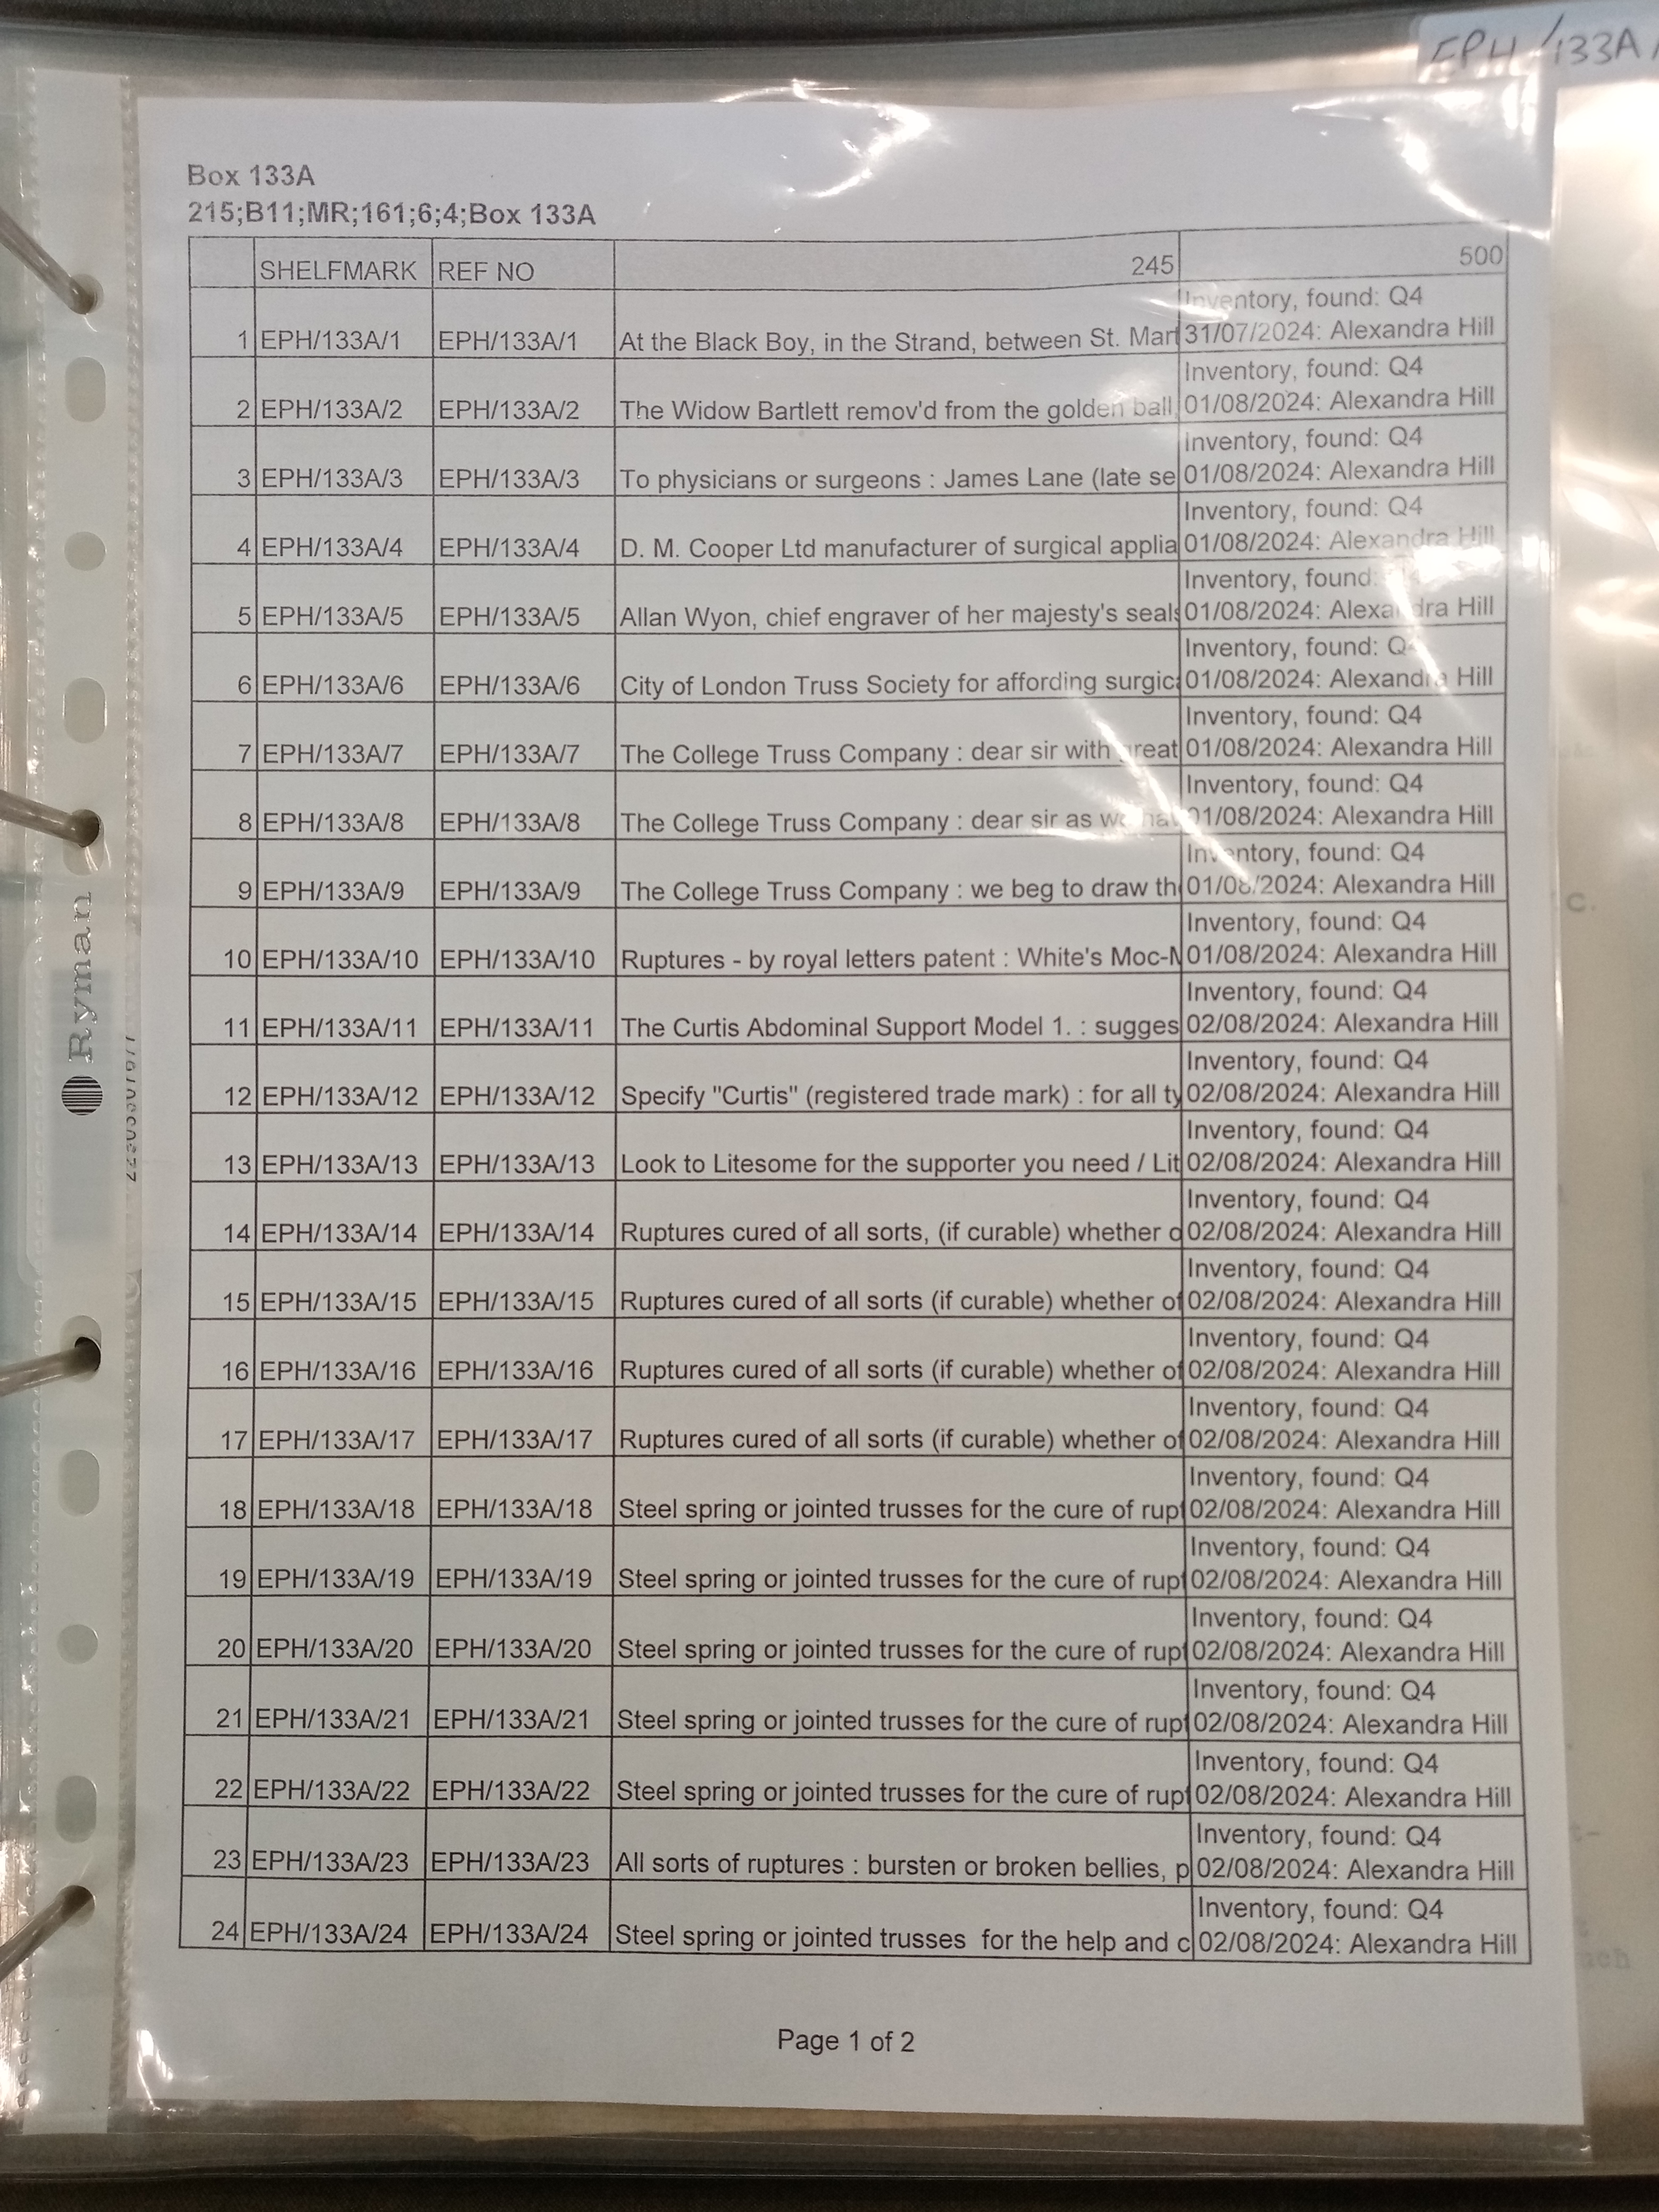 EPH/133A/
Box 133A
215;B11;MR;161;6;4;Box 133A
SHELFMARK REF NO 245 500
1 EPH/133A/1 EPH/133A/1 At the Black Boy, in the Strand, between St. Mart Inventory, found: Q4
31/07/2024: Alexandra Hill
2 EPH/133A/2 EPH/133A/2 The Widow Bartlett remov'd from the golden ball, Inventory, found: Q4
01/08/2024: Alexandra Hill
3 EPH/133A/3 EPH/133A/3 To physicians or surgeons : James Lane (late se Inventory, found: Q4
01/08/2024: Alexandra Hill
4 EPH/133A/4 EPH/133A/4 D. M. Cooper Ltd manufacturer of surgical applia Inventory, found: Q4
01/08/2024: Alexandra Hill
5 EPH/133A/5 EPH/133A/5 Allan Wyon, chief engraver of her majesty's seals Inventory, found:
01/08/2024: Alexandra Hill
6 EPH/133A/6 EPH/133A/6 City of London Truss Society for affording surgica Inventory, found: Q4
01/08/2024: Alexandra Hill
7 EPH/133A/7 EPH/133A/7 The College Truss Company : dear sir with great Inventory, found: Q4
01/08/2024: Alexandra Hill
8 EPH/133A/8 EPH/133A/8 The College Truss Company : dear sir as we hav Inventory, found: Q4
01/08/2024: Alexandra Hill
9 EPH/133A/9 EPH/133A/9 The College Truss Company : we beg to draw th Inventory, found: Q4
01/08/2024: Alexandra Hill
10 EPH/133A/10 EPH/133A/10 Ruptures - by royal letters patent : White's Moc-M Inventory, found: Q4
01/08/2024: Alexandra Hill
11 EPH/133A/11 EPH/133A/11 The Curtis Abdominal Support Model 1. : sugges Inventory, found: Q4
02/08/2024: Alexandra Hill
12 EPH/133A/12 EPH/133A/12 Specify "Curtis" (registered trade mark) : for all ty Inventory, found: Q4
02/08/2024: Alexandra Hill
13 EPH/133A/13 EPH/133A/13 Look to Litesome for the supporter you need / Lit Inventory, found: Q4
02/08/2024: Alexandra Hill
14 EPH/133A/14 EPH/133A/14 Ruptures cured of all sorts, (if curable) whether o Inventory, found: Q4
02/08/2024: Alexandra Hill
15 EPH/133A/15 EPH/133A/15 Ruptures cured of all sorts (if curable) whether of Inventory, found: Q4
02/08/2024: Alexandra Hill
16 EPH/133A/16 EPH/133A/16 Ruptures cured of all sorts (if curable) whether of Inventory, found: Q4
02/08/2024: Alexandra Hill
17 EPH/133A/17 EPH/133A/17 Ruptures cured of all sorts (if curable) whether of Inventory, found: Q4
02/08/2024: Alexandra Hill
18 EPH/133A/18 EPH/133A/18 Steel spring or jointed trusses for the cure of rupt Inventory, found: Q4
02/08/2024: Alexandra Hill
19 EPH/133A/19 EPH/133A/19 Steel spring or jointed trusses for the cure of rupt Inventory, found: Q4
02/08/2024: Alexandra Hill
20 EPH/133A/20 EPH/133A/20 Steel spring or jointed trusses for the cure of rupt Inventory, found: Q4
02/08/2024: Alexandra Hill
21 EPH/133A/21 EPH/133A/21 Steel spring or jointed trusses for the cure of rupt Inventory, found: Q4
02/08/2024: Alexandra Hill
22 EPH/133A/22 EPH/133A/22 Steel spring or jointed trusses for the cure of rupt Inventory, found: Q4
02/08/2024: Alexandra Hill
23 EPH/133A/23 EPH/133A/23 All sorts of ruptures : bursten or broken bellies, p Inventory, found: Q4
02/08/2024: Alexandra Hill
24 EPH/133A/24 EPH/133A/24 Steel spring or jointed trusses for the help and c Inventory, found: Q4
02/08/2024: Alexandra Hill
Page 1 of 2
Ryman